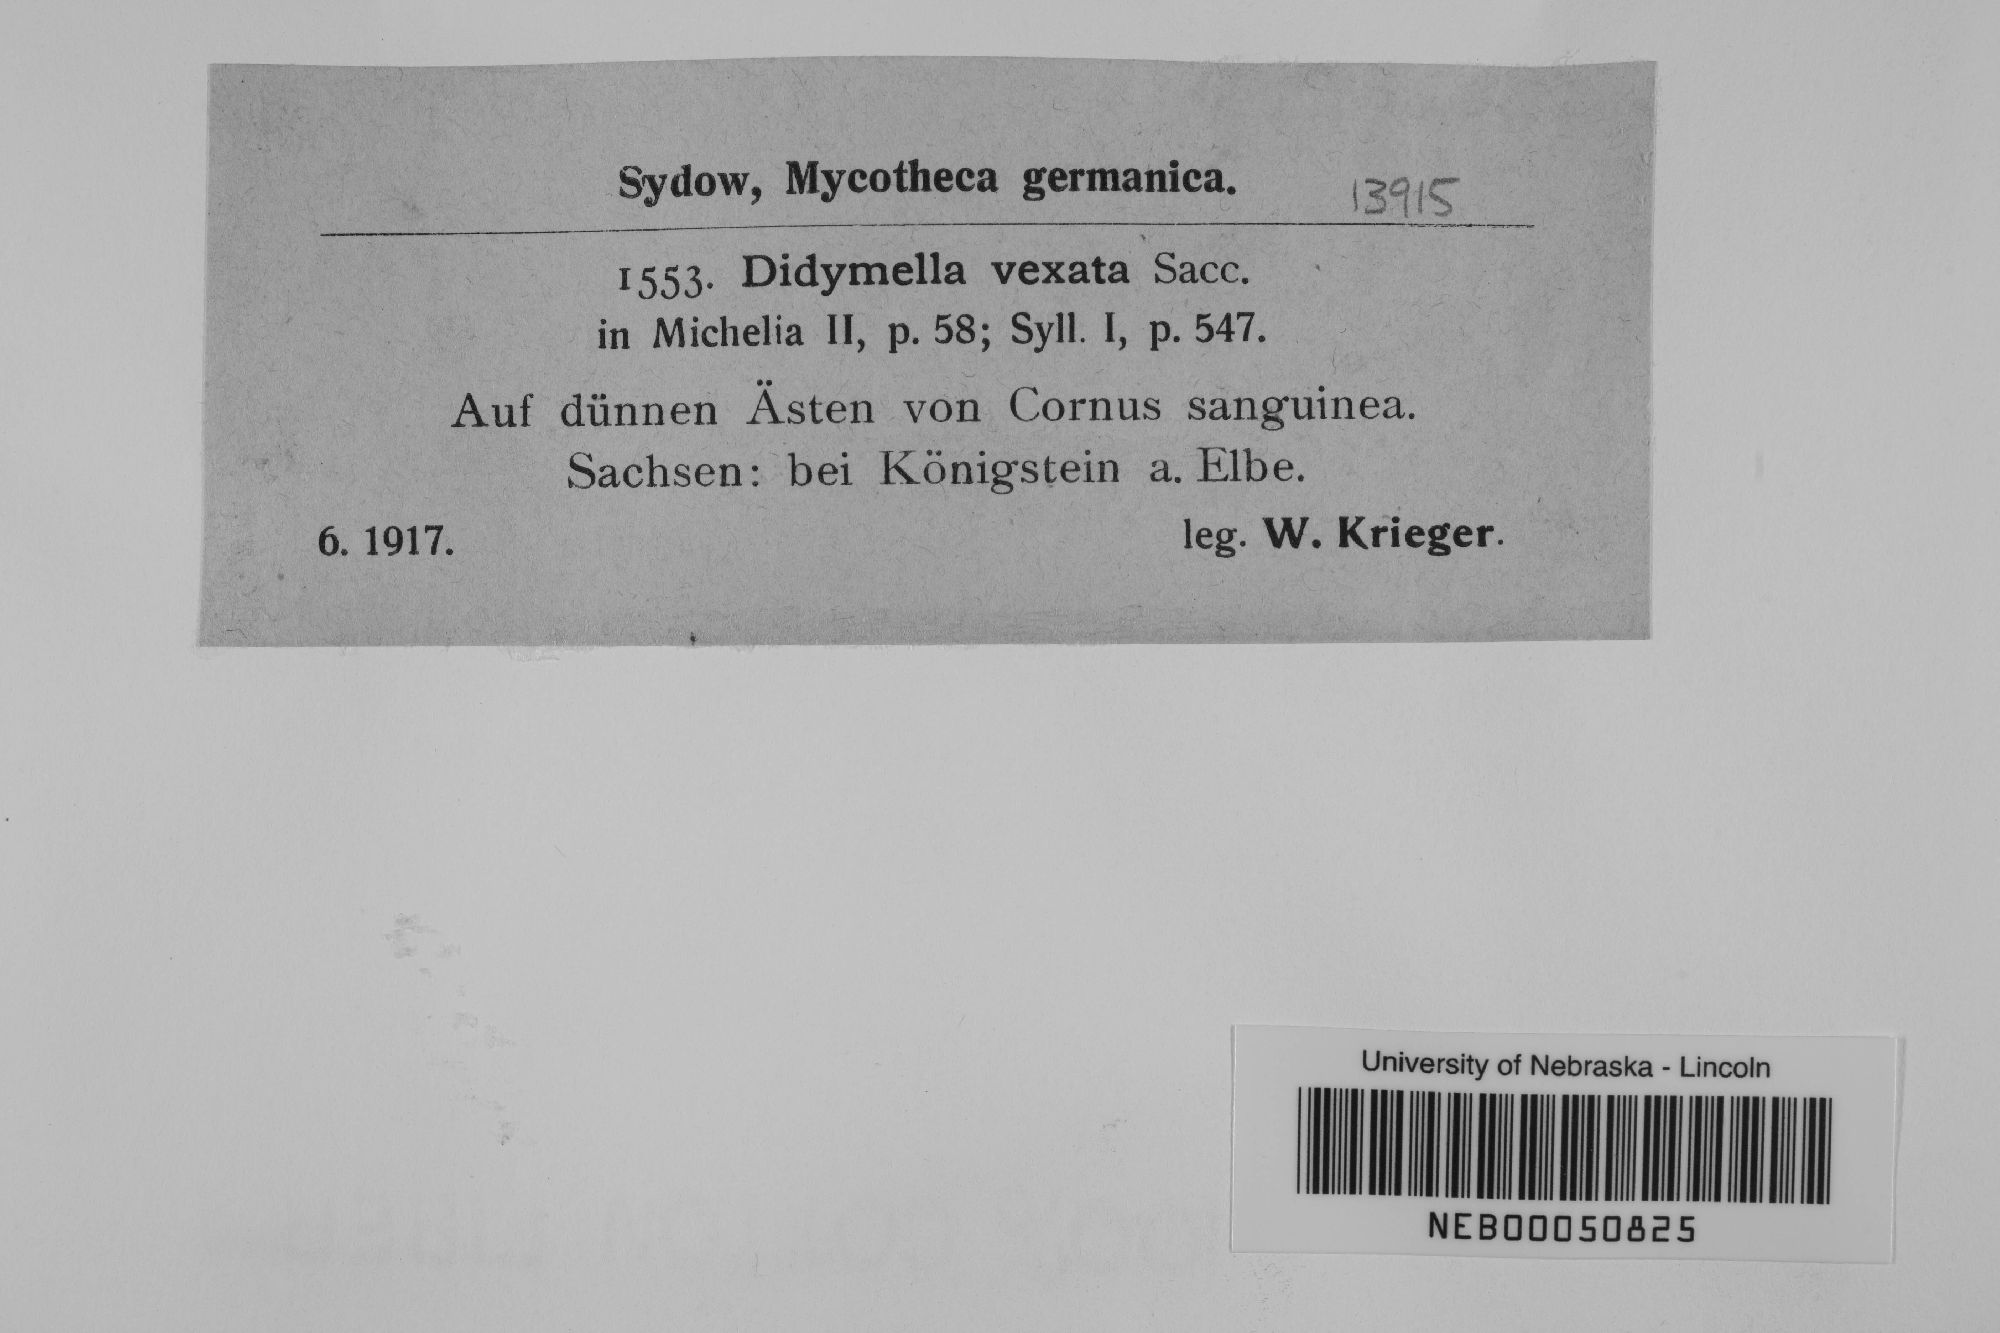 Sydow, Mycotheca germanica.
13915
1553. Didymella vexata Sacc.
in Michelia II, p. 58; Syll. I, p. 547.
Auf dünnen Ästen von Cornus sanguinea.
Sachsen: bei Königstein a. Elbe.
6. 1917.
leg. W. Krieger.
University of Nebraska - Lincoln
NEB00050825